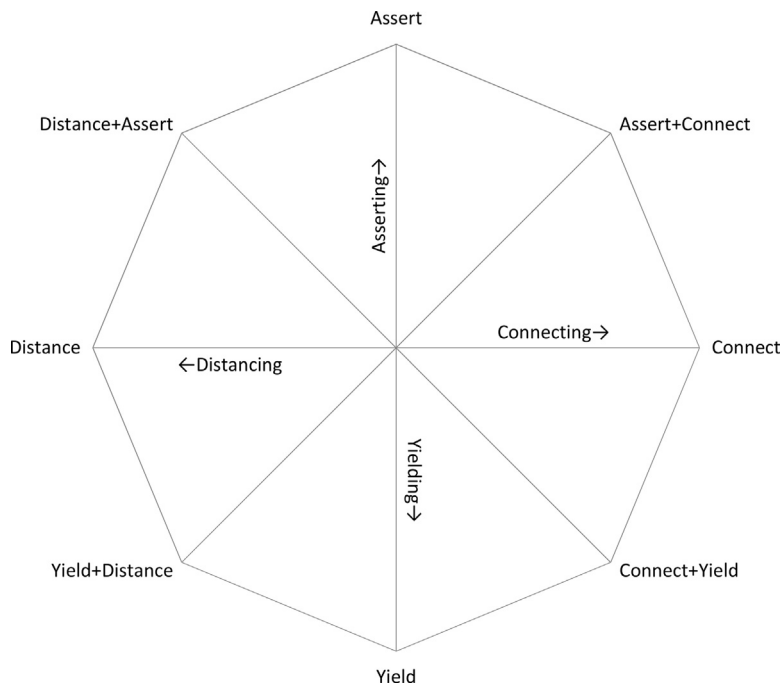 Assert
Distance+Assert
Assert+Connect
Asserting→
Connecting→
Distance
Connect
←Distancing
Yielding→
Yield+Distance
Connect+Yield
Yield